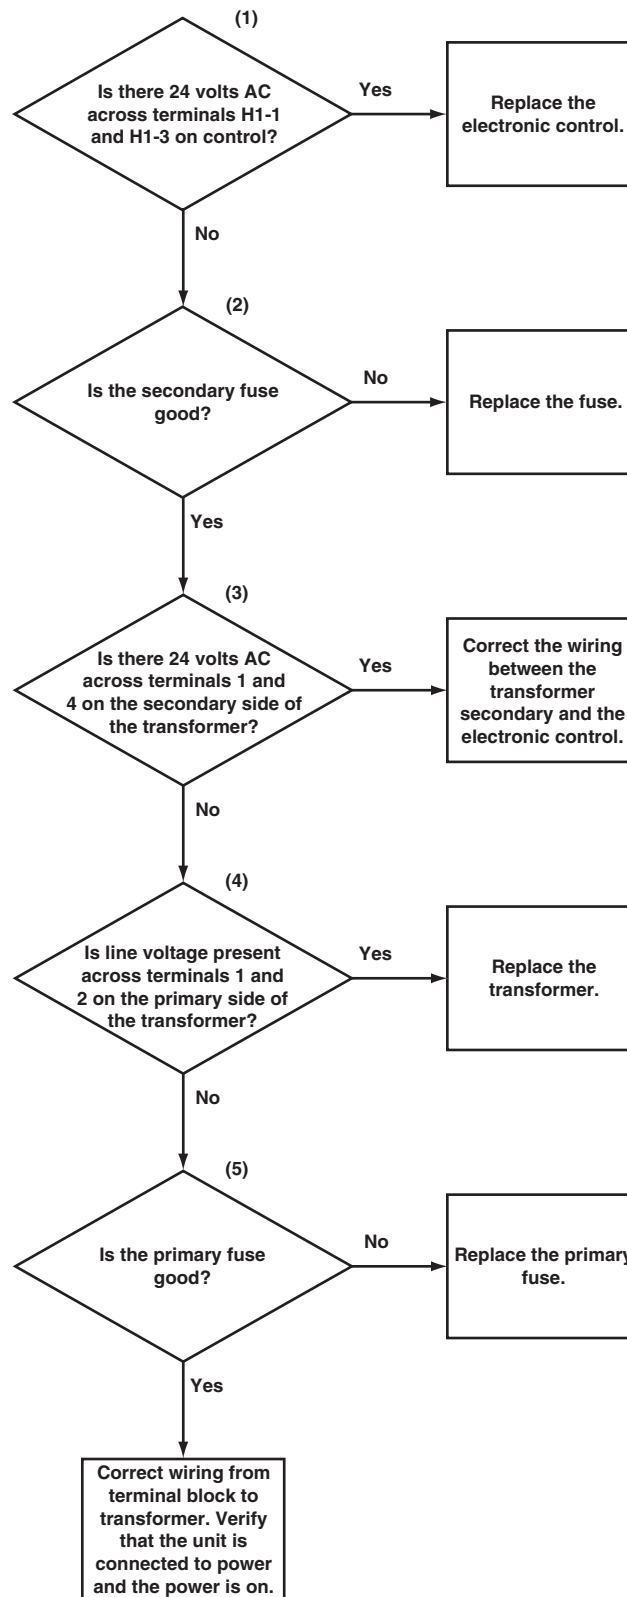 (1)
Is there 24 volts AC
across terminals H1-1
and H1-3 on control?
Yes
Replace the
electronic control.
No
(2)
Is the secondary fuse
good?
No
Replace the fuse.
Yes
(3)
Is there 24 volts AC
across terminals 1 and
4 on the secondary side of
the transformer?
Yes
Correct the wiring
between the
transformer
secondary and the
electronic control.
No
(4)
Is line voltage present
across terminals 1 and
2 on the primary side of
the transformer?
Yes
Replace the
transformer.
No
(5)
Is the primary fuse
good?
No
Replace the primary
fuse.
Yes
Correct wiring from
terminal block to
transformer. Verify
that the unit is
connected to power
and the power is on.